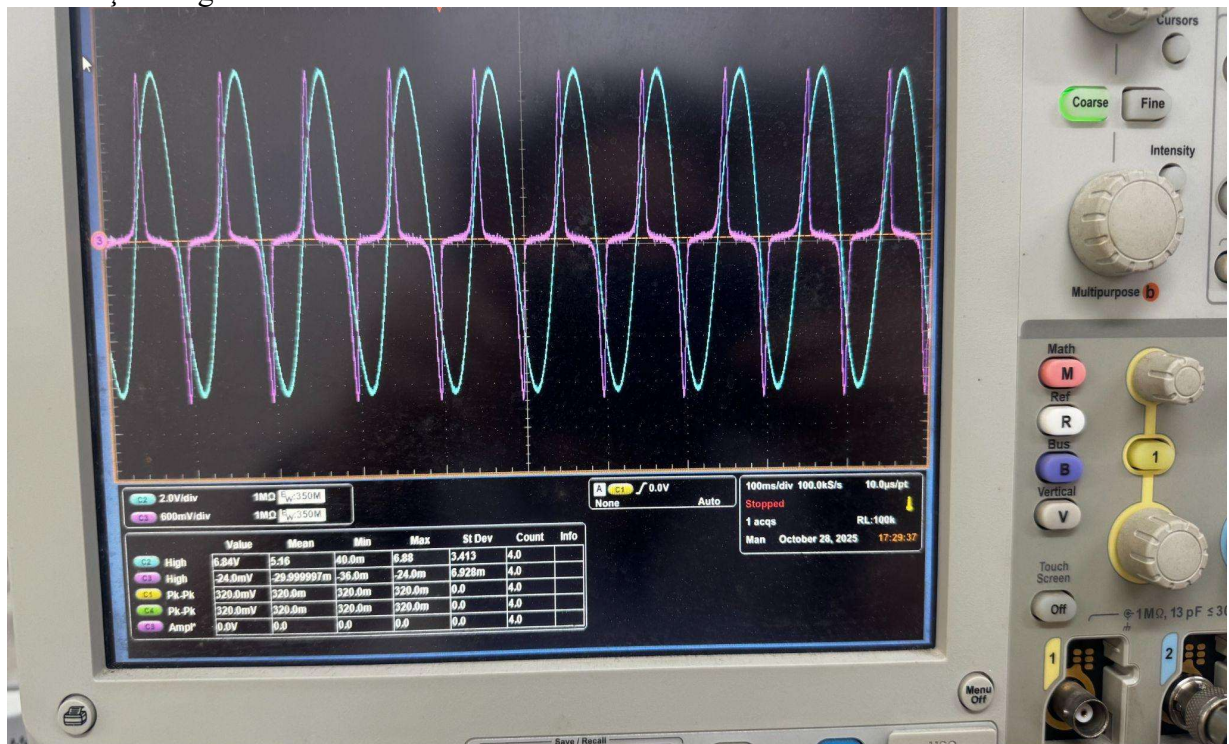 Cursors
Coarse
Fine
Intensity
Multipurpose b
3
C2 2.0V/div 1MΩ BW:350M
C3 600mV/div 1MΩ BW:350M
A C1 0.0V
None Auto
100ms/div 100.0kS/s 10.0µs/pt
Stopped
1 acqs RL:100k
Man October 28, 2025 17:29:37
Value Mean Min Max St Dev Count Info
C2 High 6.84V 5.16 40.0m 6.88 3.413 4.0
C3 High -24.0mV -29.999997m -36.0m -24.0m 6.928m 4.0
C1 Pk-Pk 320.0mV 320.0m 320.0m 320.0m 0.0 4.0
C4 Pk-Pk 320.0mV 320.0m 320.0m 320.0m 0.0 4.0
C3 Ampl* 0.0V 0.0 0.0 0.0 0.0 4.0
Math
M
Ref
R
Bus
B
Vertical
V
1
Touch
Screen
Off
1MΩ, 13 pF ≤ 30
1
2
Menu
Off
Save / Recall